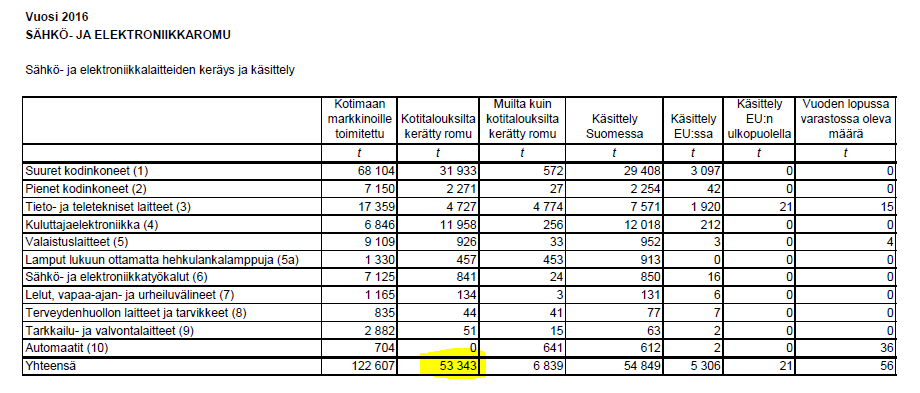 Vuosi 2016
SÄHKÖ- JA ELEKTRONIIKKAROMU
Sähkö- ja elektroniikkalaitteiden keräys ja käsittely
Kotimaan markkinoille toimitettu Kotitalouksilta kerätty romu Muilta kuin kotitalouksilta kerätty romu Käsittely Suomessa Käsittely EU:ssa Käsittely EU:n ulkopuolella Vuoden lopussa varastossa oleva määrä
t t t t t t t
Suuret kodinkoneet (1) 68 104 31 933 572 29 408 3 097 0 0
Pienet kodinkoneet (2) 7 150 2 271 27 2 254 42 0 0
Tieto- ja teletekniset laitteet (3) 17 359 4 727 4 774 7 571 1 920 21 15
Kuluttajaelektroniikka (4) 6 846 11 958 256 12 018 212 0 0
Valaistuslaitteet (5) 9 109 926 33 952 3 0 4
Lamput lukuun ottamatta hehkulankalamppuja (5a) 1 330 457 453 913 0 0 0
Sähkö- ja elektroniikkatyökalut (6) 7 125 841 24 850 16 0 0
Lelut, vapaa-ajan- ja urheiluvälineet (7) 1 165 134 3 131 6 0 0
Terveydenhuollon laitteet ja tarvikkeet (8) 835 44 41 77 7 0 0
Tarkkailu- ja valvontalaitteet (9) 2 882 51 15 63 2 0 0
Automaatit (10) 704 0 641 612 2 0 36
Yhteensä 122 607 53 343 6 839 54 849 5 306 21 56